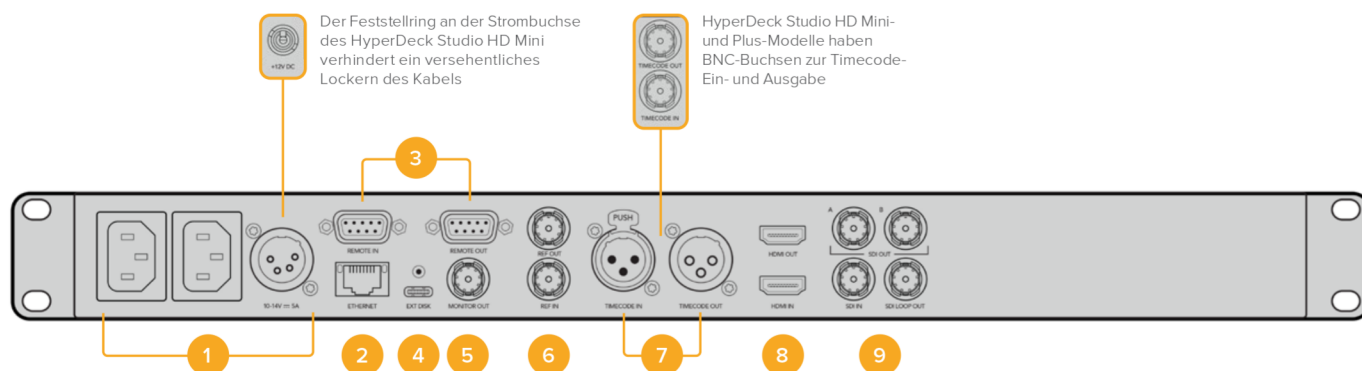 Der Feststellring an der Strombuchse
des HyperDeck Studio HD Mini
verhindert ein versehentliches
Lockern des Kabels
+12V DC
HyperDeck Studio HD Mini-
und Plus-Modelle haben
BNC-Buchsen zur Timecode-
Ein- und Ausgabe
TIMECODE OUT
TIMECODE IN
3
PUSH
A
B
REMOTE IN
REMOTE OUT
REF OUT
HDMI OUT
SDI OUT
10-14V ⎓ 5A
ETHERNET
EXT DISK
MONITOR OUT
REF IN
TIMECODE IN
TIMECODE OUT
HDMI IN
SDI IN
SDI LOOP OUT
1
2
4
5
6
7
8
9